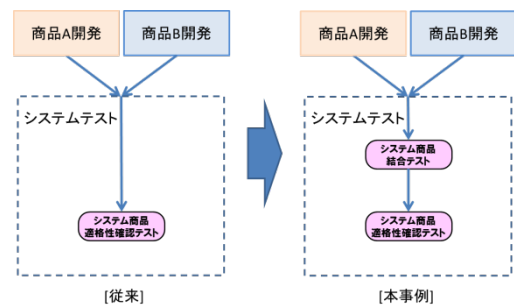 商品A開発
商品B開発
システムテスト
システム商品
適格性確認テスト
[従来]
商品A開発
商品B開発
システムテスト
システム商品
結合テスト
システム商品
適格性確認テスト
[本事例]